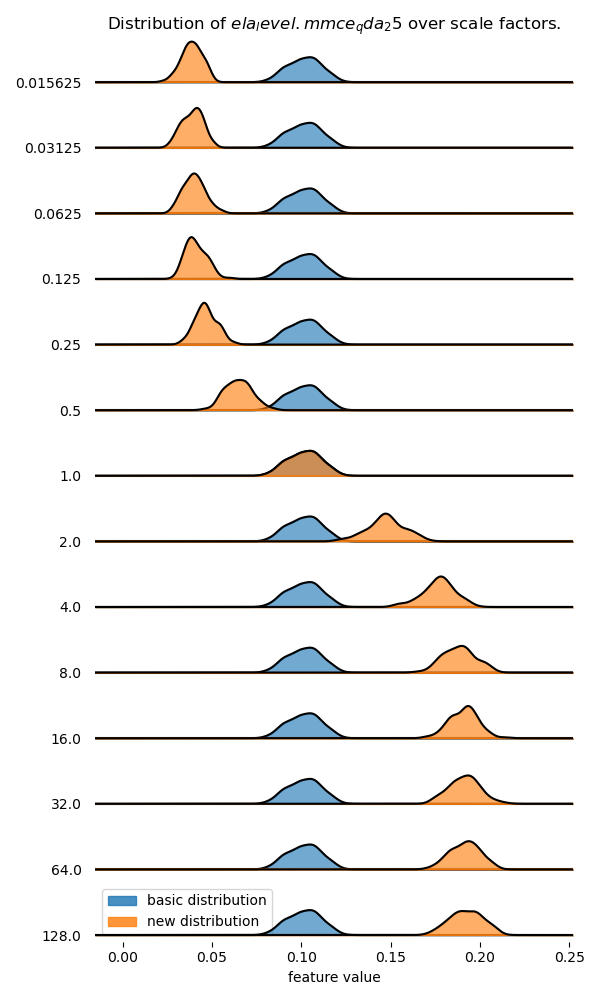 Distribution of $ela_level.mmce_qda_25$ over scale factors.
0.015625
0.03125
0.0625
0.125
0.25
0.5
1.0
2.0
4.0
8.0
16.0
32.0
64.0
basic distribution
new distribution
128.0
0.00 0.05 0.10 0.15 0.20 0.25
feature value